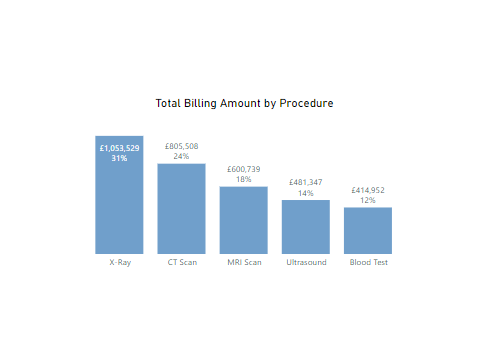 Total Billing Amount by Procedure
£1,053,529
31%
£805,508
24%
£600,739
18%
£481,347
14%
£414,952
12%
X-Ray
CT Scan
MRI Scan
Ultrasound
Blood Test